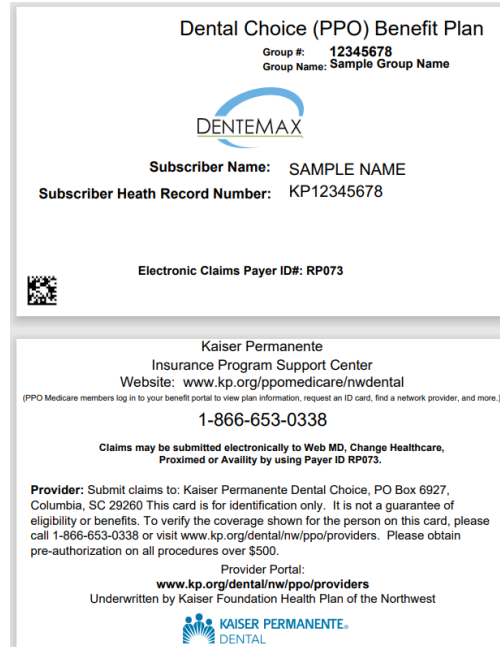 Dental Choice (PPO) Benefit Plan
Group #: 12345678
Group Name: Sample Group Name
DENTEMAX
Subscriber Name: SAMPLE NAME
Subscriber Heath Record Number: KP12345678
Electronic Claims Payer ID#: RP073
Kaiser Permanente
Insurance Program Support Center
Website: www.kp.org/ppomedicare/nwdental
(PPO Medicare members log in to your benefit portal to view plan information, request an ID card, find a network provider, and more.)
1-866-653-0338
Claims may be submitted electronically to Web MD, Change Healthcare,
Proximed or Availity by using Payer ID RP073.
Provider: Submit claims to: Kaiser Permanente Dental Choice, PO Box 6927,
Columbia, SC 29260 This card is for identification only. It is not a guarantee of
eligibility or benefits. To verify the coverage shown for the person on this card, please
call 1-866-653-0338 or visit www.kp.org/dental/nw/ppo/providers. Please obtain
pre-authorization on all procedures over $500.
Provider Portal:
www.kp.org/dental/nw/ppo/providers
Underwritten by Kaiser Foundation Health Plan of the Northwest
KAISER PERMANENTE®
DENTAL